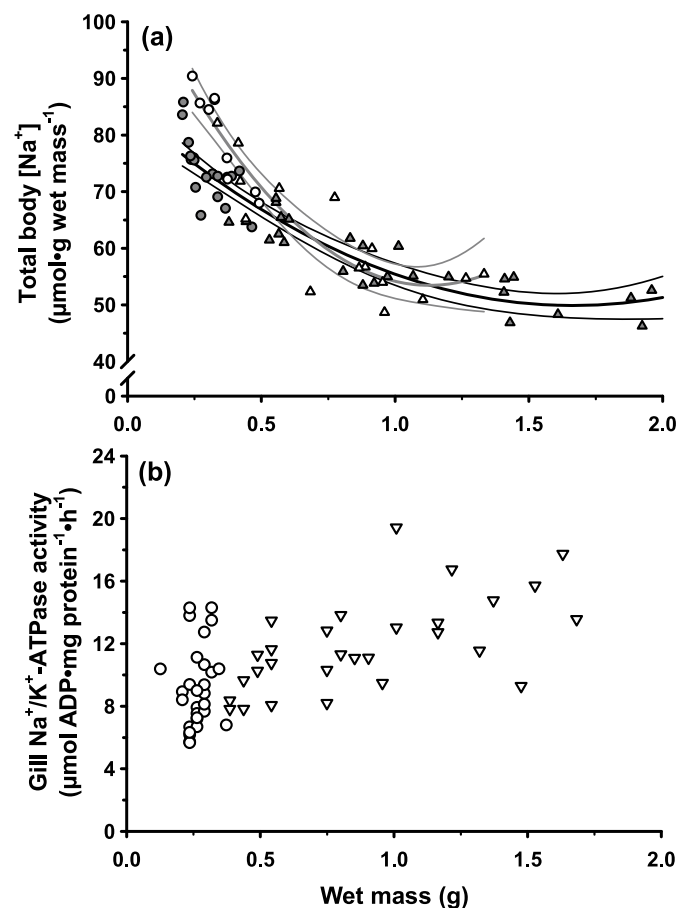 (a)
Total body [Na⁺]
(µmol•g wet mass⁻¹)
100
90
80
70
60
50
40
0
0.0 0.5 1.0 1.5 2.0
(b)
Gill Na⁺/K⁺-ATPase activity
(µmol ADP•mg protein⁻¹•h⁻¹)
24
20
16
12
8
4
0
0.0 0.5 1.0 1.5 2.0
Wet mass (g)